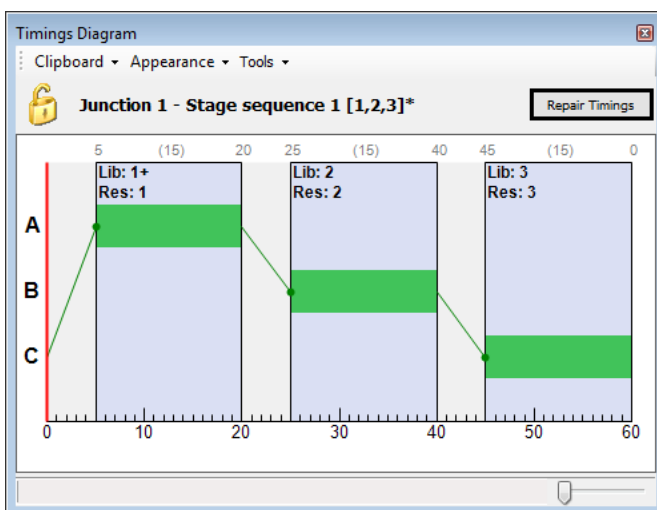 Timings Diagram
Clipboard Appearance Tools
Junction 1 - Stage sequence 1 [1,2,3]* Repair Timings
5 (15) 20 25 (15) 40 45 (15) 0
Lib: 1+ Lib: 2 Lib: 3
Res: 1 Res: 2 Res: 3
A
B
C
0 10 20 30 40 50 60